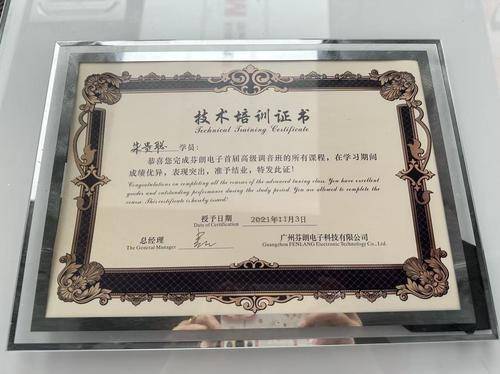 技术培训证书
Technical Training Certificate
学员:
恭喜您完成芬朗电子首届高级调音班的所有课程,在学习期间
成绩优异,表现突出,准予结业,特发此证!
Congratulations on completing all the courses of the advanced tuning class. You have excellent
grades and outstanding performance during the study period. You are allowed to complete the
course. This certificate is hereby issued!
授予日期 2021年11月3日
Date of Certification
总经理 广州芬朗电子科技有限公司
The General Manager Guangzhou FENLANG Electronic Technology Co., Ltd